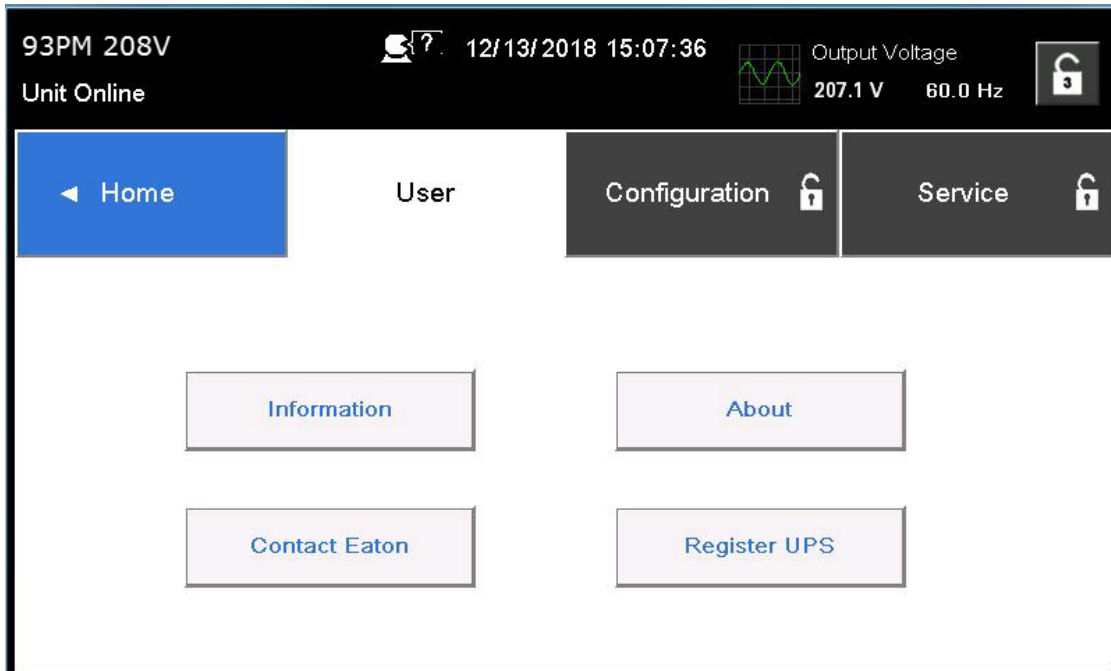 93PM 208V
?
12/13/2018 15:07:36
Output Voltage
3
Unit Online
207.1 V 60.0 Hz
◄ Home
User
Configuration
Service
Information
About
Contact Eaton
Register UPS